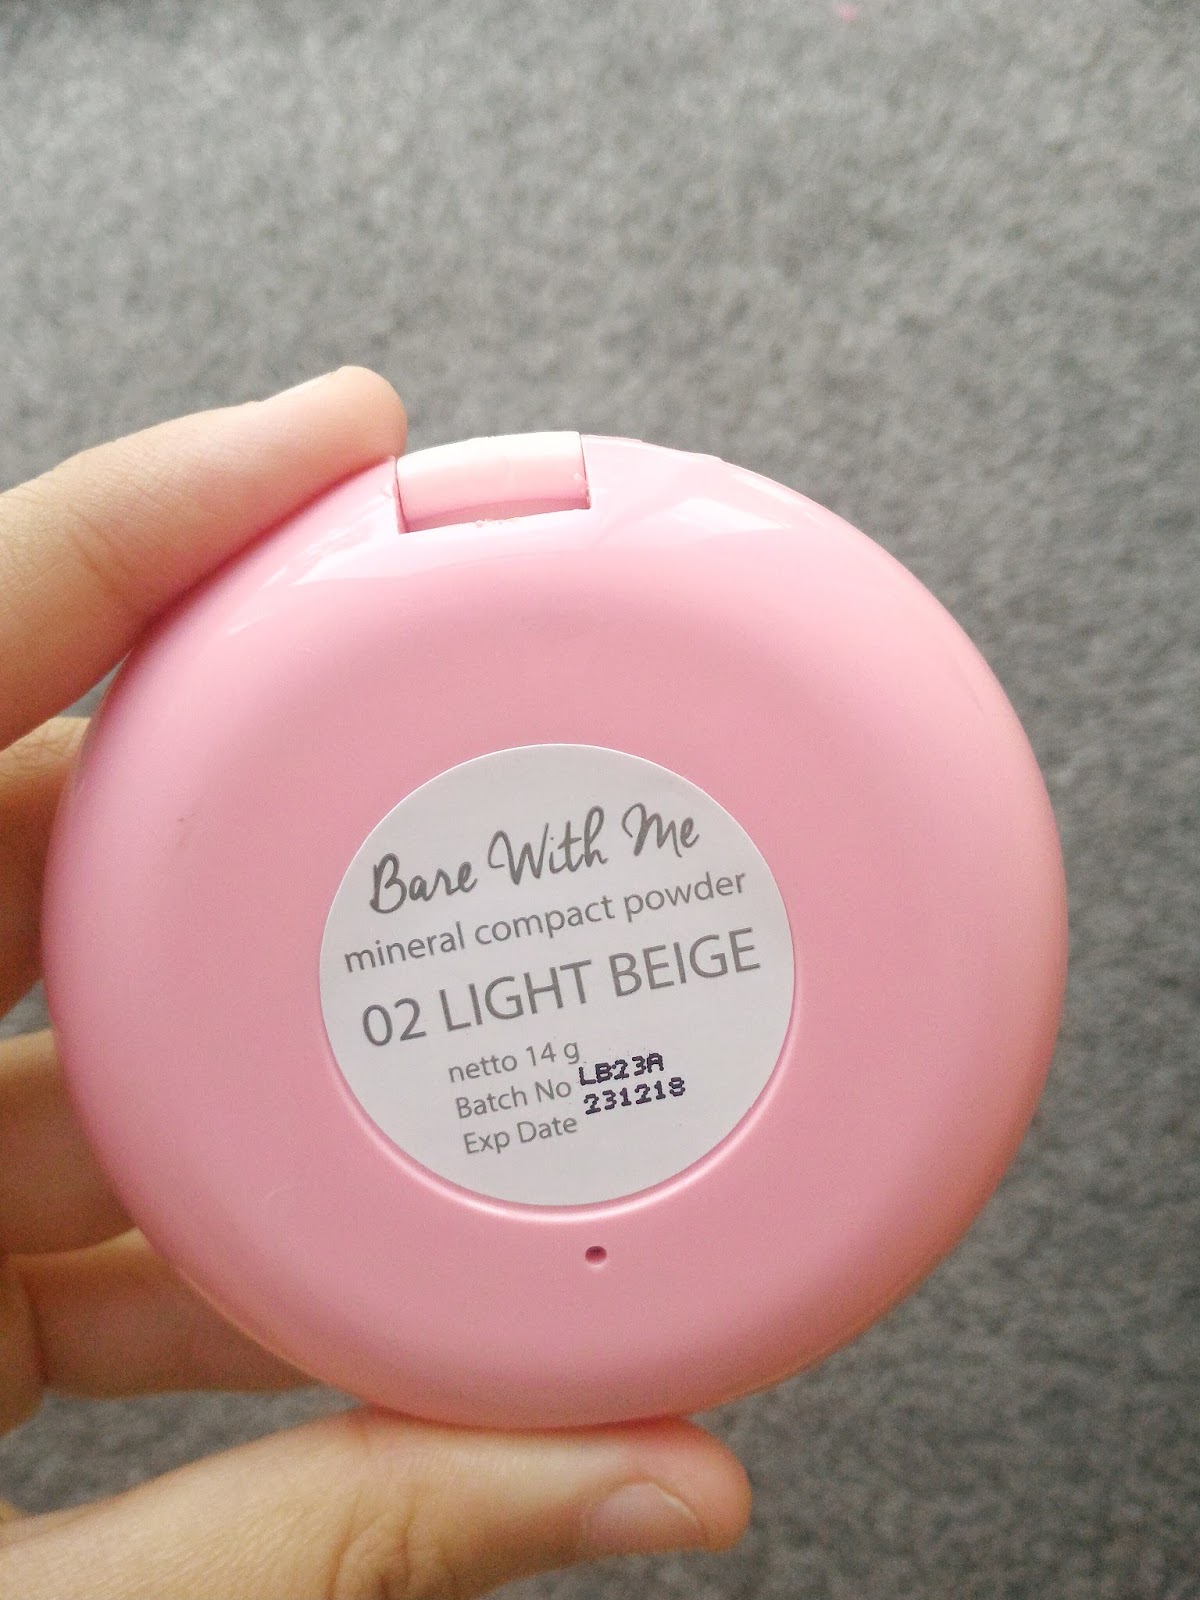 Bare With Me
mineral compact powder
02 LIGHT BEIGE
netto 14 g
Batch No LB23A
Exp Date 231218